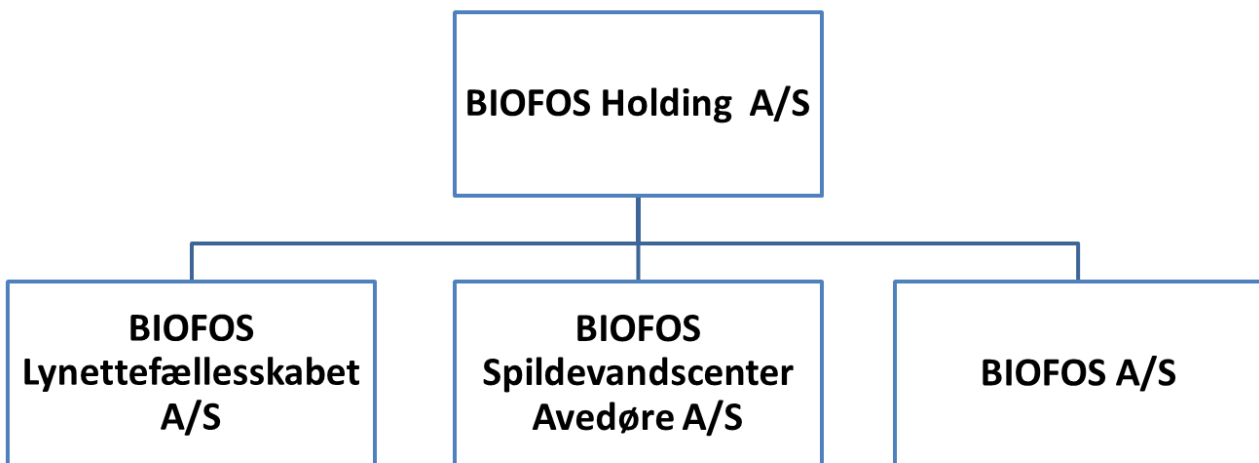 BIOFOS Holding  A/S
BIOFOS
Lynettefællesskabet
A/S
BIOFOS
Spildevandscenter
Avedøre A/S
BIOFOS A/S